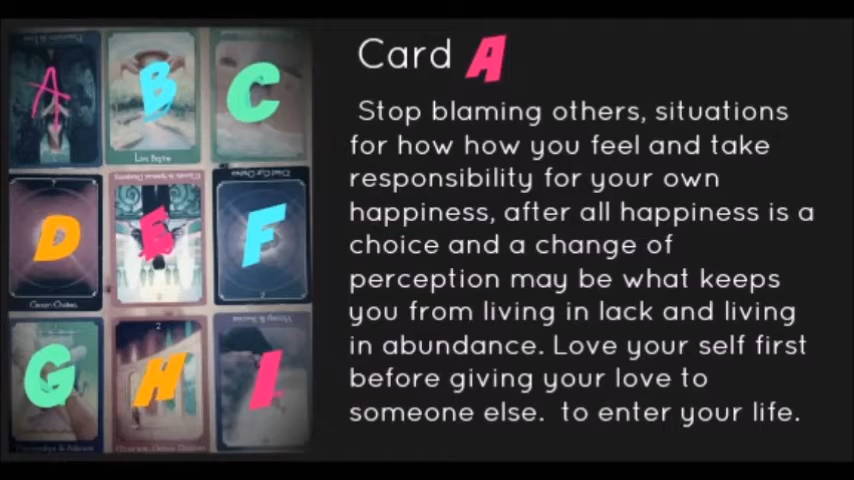 Card A
Stop blaming others, situations
for how how you feel and take
responsibility for your own
happiness, after all happiness is a
choice and a change of
perception may be what keeps
you from living in lack and living
in abundance. Love your self first
before giving your love to
someone else.  to enter your life.
A
B
C
D
E
F
G
H
I